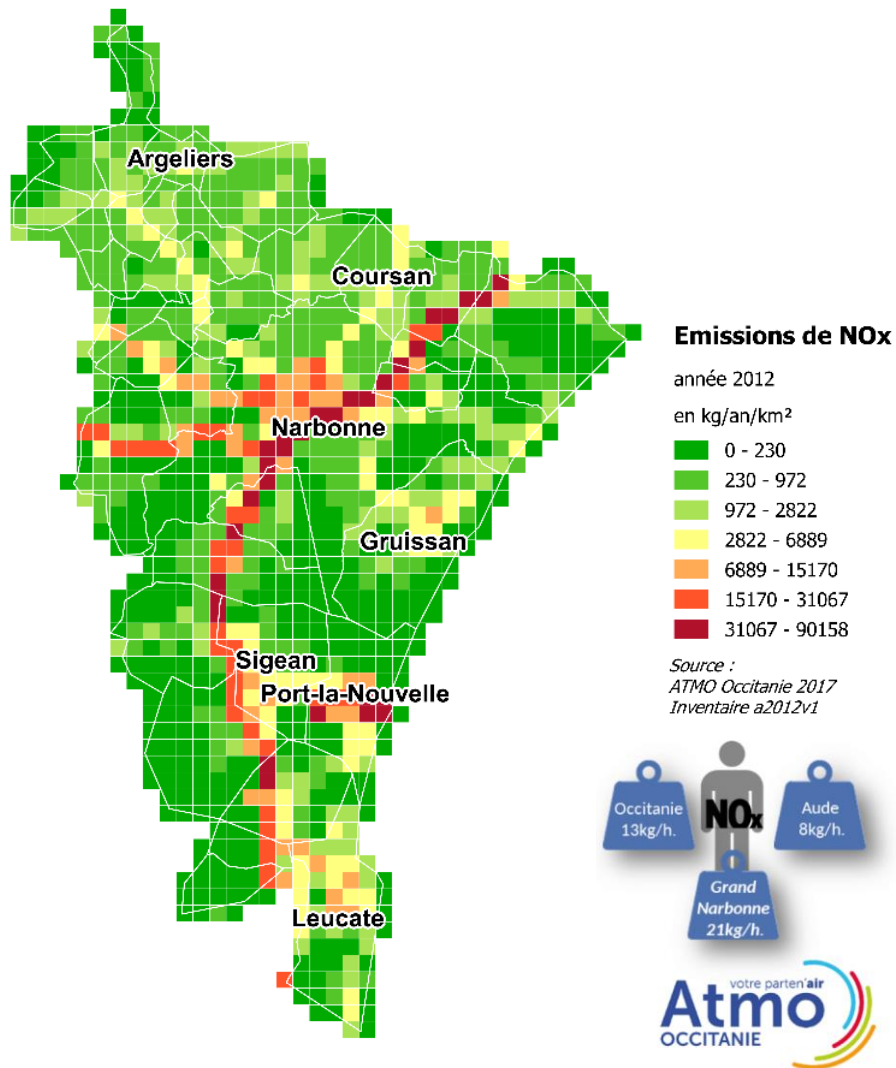 Argeliers
Coursan
Narbonne
Gruissan
Sigean
Port-la-Nouvelle
Leucate
Emissions de NOx
année 2012
en kg/an/km²
0 - 230
230 - 972
972 - 2822
2822 - 6889
6889 - 15170
15170 - 31067
31067 - 90158
Source :
ATMO Occitanie 2017
Inventaire a2012v1
Occitanie
13kg/h.
NOx
Aude
8kg/h.
Grand
Narbonne
21kg/h.
votre parten'air
Atmo
OCCITANIE